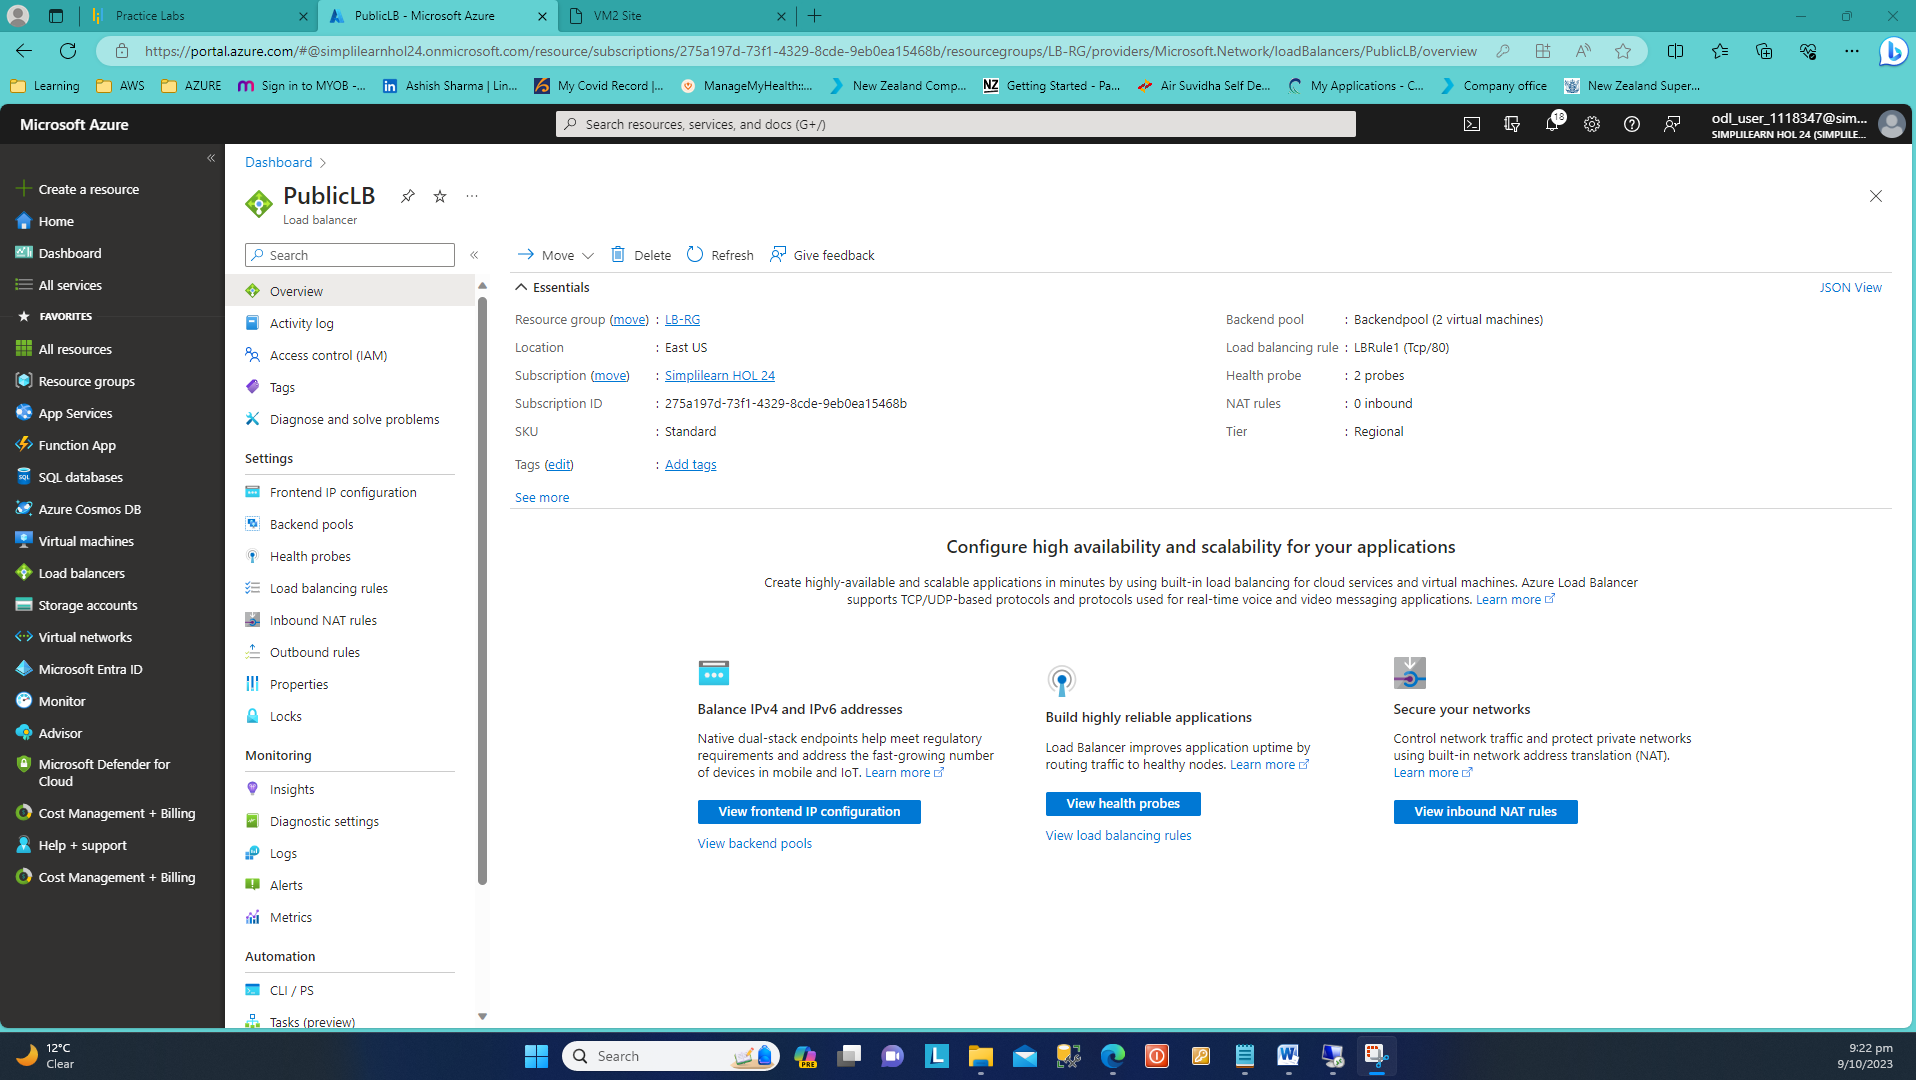 Practice Labs
PublicLB - Microsoft Azure
VM2 Site
https://portal.azure.com/#@simplilearnhol24.onmicrosoft.com/resource/subscriptions/275a197d-73f1-4329-8cde-9eb0ea15468b/resourcegroups/LB-RG/providers/Microsoft.Network/loadBalancers/PublicLB/overview
Learning
AWS
AZURE
Sign in to MYOB -...
Ashish Sharma | Lin...
My Covid Record |...
ManageMyHealth::...
New Zealand Comp...
Getting Started - Pa...
Air Suvidha Self De...
My Applications - C...
Company office
New Zealand Super...
Microsoft Azure
Search resources, services, and docs (G+/)
18
odl_user_1118347@sim...
SIMPLILEARN HOL 24 (SIMPLILE...
Create a resource
Home
Dashboard
All services
FAVORITES
All resources
Resource groups
App Services
Function App
SQL databases
Azure Cosmos DB
Virtual machines
Load balancers
Storage accounts
Virtual networks
Microsoft Entra ID
Monitor
Advisor
Microsoft Defender for
Cloud
Cost Management + Billing
Help + support
Cost Management + Billing
Dashboard
PublicLB
Load balancer
Search
Overview
Activity log
Access control (IAM)
Tags
Diagnose and solve problems
Settings
Frontend IP configuration
Backend pools
Health probes
Load balancing rules
Inbound NAT rules
Outbound rules
Properties
Locks
Monitoring
Insights
Diagnostic settings
Logs
Alerts
Metrics
Automation
CLI / PS
Tasks (preview)
Move
Delete
Refresh
Give feedback
Essentials
JSON View
Resource group (move) : LB-RG
Location : East US
Subscription (move) : Simplilearn HOL 24
Subscription ID : 275a197d-73f1-4329-8cde-9eb0ea15468b
SKU : Standard
Tags (edit) : Add tags
See more
Backend pool : Backendpool (2 virtual machines)
Load balancing rule : LBRule1 (Tcp/80)
Health probe : 2 probes
NAT rules : 0 inbound
Tier : Regional
Configure high availability and scalability for your applications
Create highly-available and scalable applications in minutes by using built-in load balancing for cloud services and virtual machines. Azure Load Balancer
supports TCP/UDP-based protocols and protocols used for real-time voice and video messaging applications. Learn more
Balance IPv4 and IPv6 addresses
Native dual-stack endpoints help meet regulatory
requirements and address the fast-growing number
of devices in mobile and IoT. Learn more
View frontend IP configuration
View backend pools
Build highly reliable applications
Load Balancer improves application uptime by
routing traffic to healthy nodes. Learn more
View health probes
View load balancing rules
Secure your networks
Control network traffic and protect private networks
using built-in network address translation (NAT).
Learn more
View inbound NAT rules
12°C
Clear
Search
PRE
9:22 pm
9/10/2023